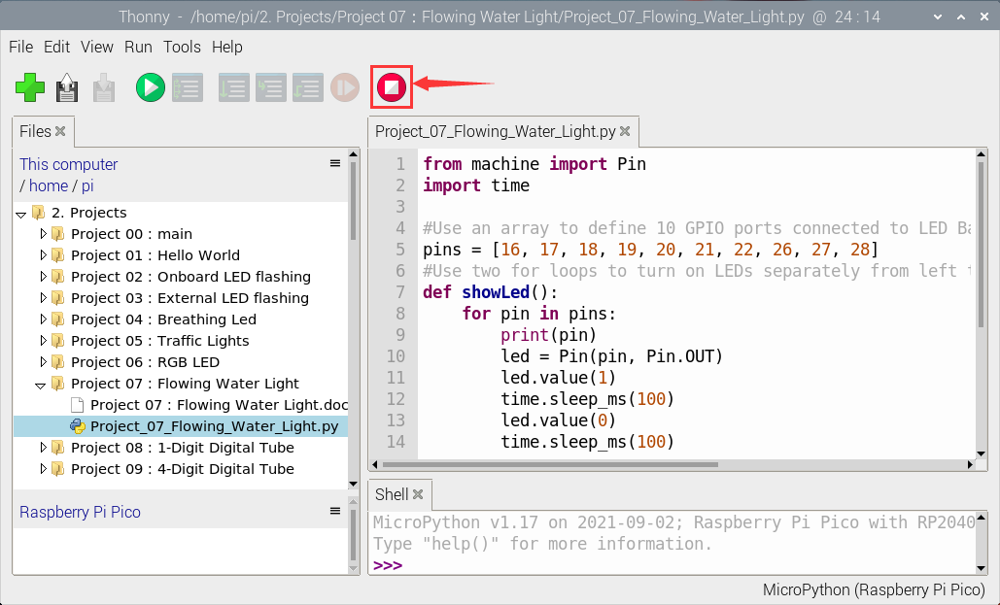 Thonny - /home/pi/2. Projects/Project 07 : Flowing Water Light/Project_07_Flowing_Water_Light.py @ 24 : 14
File Edit View Run Tools Help
Files
This computer
/ home / pi
2. Projects
Project 00 : main
Project 01 : Hello World
Project 02 : Onboard LED flashing
Project 03 : External LED flashing
Project 04 : Breathing Led
Project 05 : Traffic Lights
Project 06 : RGB LED
Project 07 : Flowing Water Light
Project 07 : Flowing Water Light.doc
Project_07_Flowing_Water_Light.py
Project 08 : 1-Digit Digital Tube
Project 09 : 4-Digit Digital Tube
Raspberry Pi Pico
Project_07_Flowing_Water_Light.py
1 from machine import Pin
2 import time
3
4 #Use an array to define 10 GPIO ports connected to LED Ba
5 pins = [16, 17, 18, 19, 20, 21, 22, 26, 27, 28]
6 #Use two for loops to turn on LEDs separately from left t
7 def showLed():
8     for pin in pins:
9         print(pin)
10         led = Pin(pin, Pin.OUT)
11         led.value(1)
12         time.sleep_ms(100)
13         led.value(0)
14         time.sleep_ms(100)
Shell
MicroPython v1.17 on 2021-09-02; Raspberry Pi Pico with RP2040
Type "help()" for more information.
>>>
MicroPython (Raspberry Pi Pico)